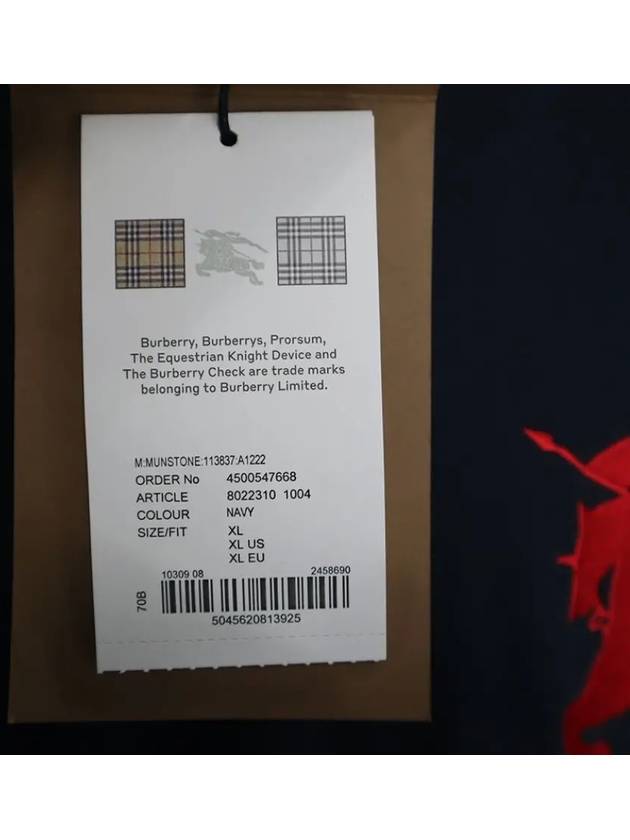 Burberry, Burberrys, Prorsum,
The Equestrian Knight Device and
The Burberry Check are trade marks
belonging to Burberry Limited.
M:MUNSTONE:113837:A1222
ORDER No 4500547668
ARTICLE 8022310 1004
COLOUR NAVY
SIZE/FIT XL
XL US
XL EU
10309 08 2458690
70B
5045620813925